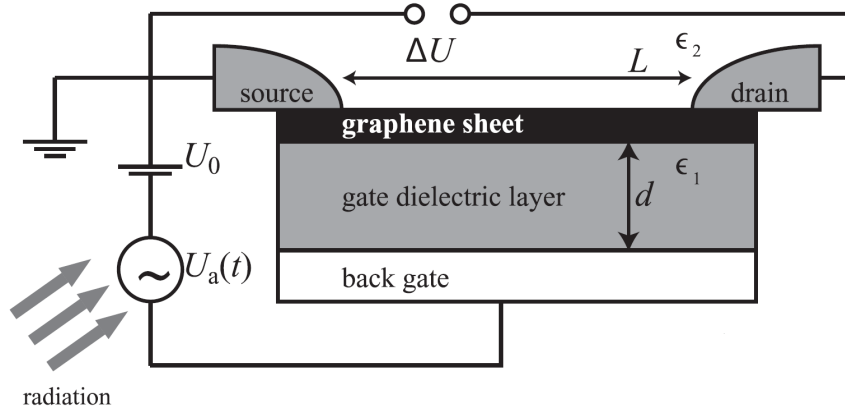 ΔU
ϵ2
L
source
drain
graphene sheet
U0
ϵ1
gate dielectric layer
d
~
Ua(t)
back gate
radiation